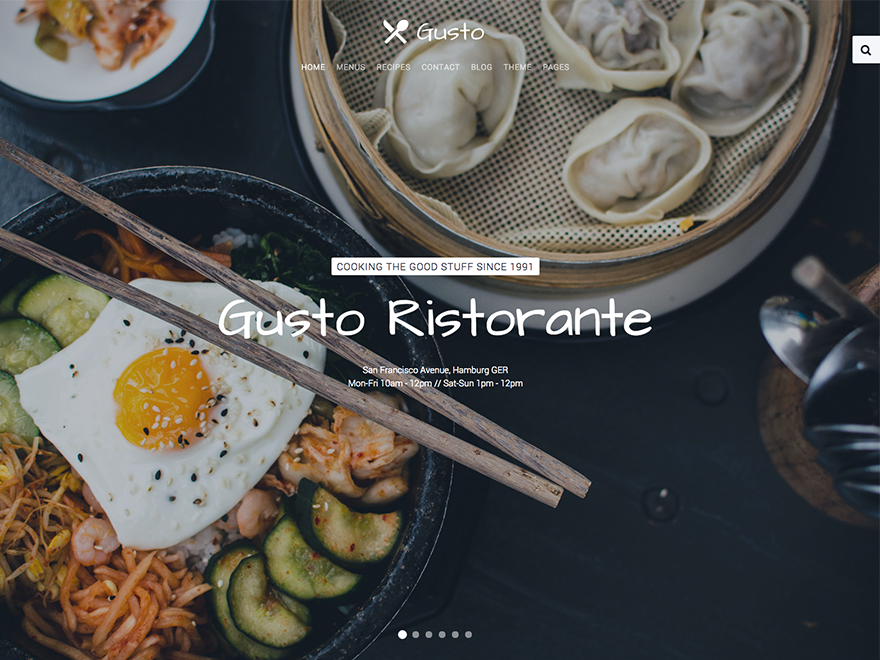 Gusto
HOME MENUS RECIPES CONTACT BLOG THEME PAGES
COOKING THE GOOD STUFF SINCE 1991
Gusto Ristorante
San Francisco Avenue, Hamburg GER
Mon-Fri 10am - 12pm // Sat-Sun 1pm - 12pm